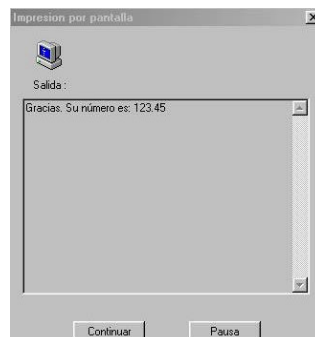 Impresion por pantalla
Salida :
Gracias. Su número es: 123.45
Continuar
Pausa